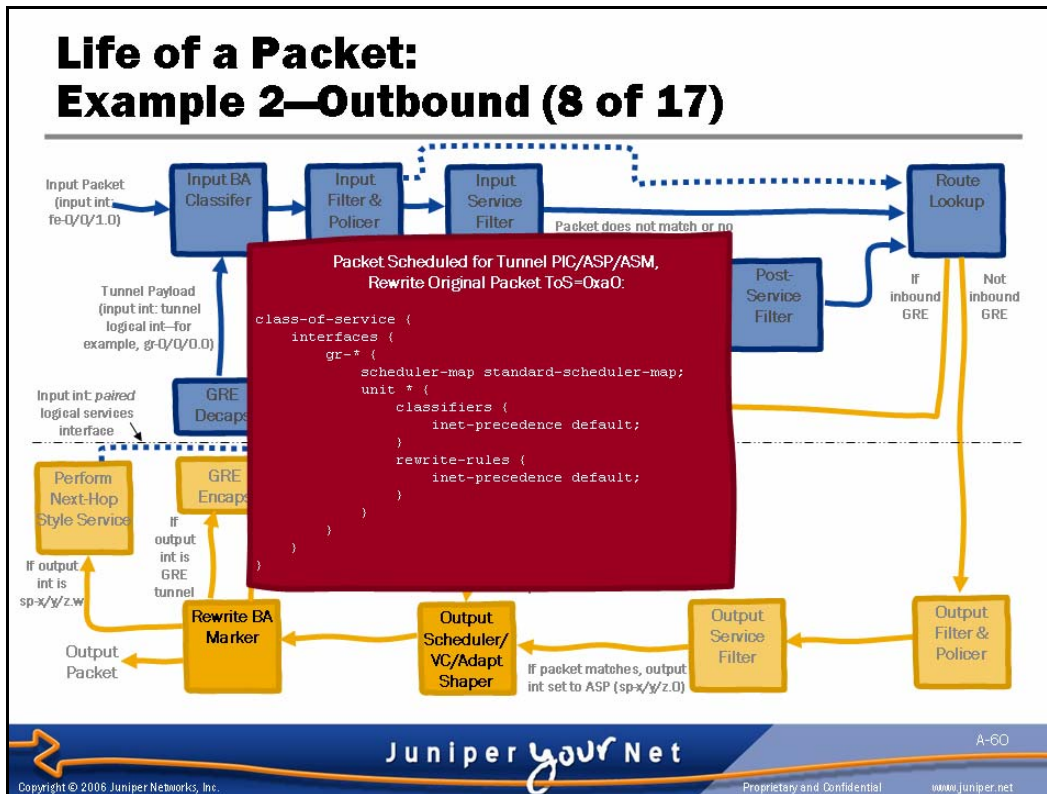 Life of a Packet:
Example 2—Outbound (8 of 17)
Input Packet
(input int:
fe-0/0/1.0)
Input BA
Classifer
Input
Filter &
Policer
Input
Service
Filter
Route
Lookup
Packet does not match or no
Tunnel Payload
(input int: tunnel
logical int—for
example, gr-0/0/0.0)
Post-
Service
Filter
If
inbound
GRE
Not
inbound
GRE
Packet Scheduled for Tunnel PIC/ASP/ASM,
Rewrite Original Packet ToS=0xa0:
class-of-service {
interfaces {
gr-* {
scheduler-map standard-scheduler-map;
unit * {
classifiers {
inet-precedence default;
}
rewrite-rules {
inet-precedence default;
}
}
}
}
}
Input int: paired
logical services
interface
GRE
Decaps
Perform
Next-Hop
Style Service
GRE
Encaps
If
output
int is
GRE
tunnel
If output
int is
sp-x/y/z.w
Rewrite BA
Marker
Output
Packet
Output
Scheduler/
VC/Adapt
Shaper
If packet matches, output
int set to ASP (sp-x/y/z.0)
Output
Service
Filter
Output
Filter &
Policer
Juniper your Net
A-60
Copyright © 2006 Juniper Networks, Inc.
Proprietary and Confidential
www.juniper.net